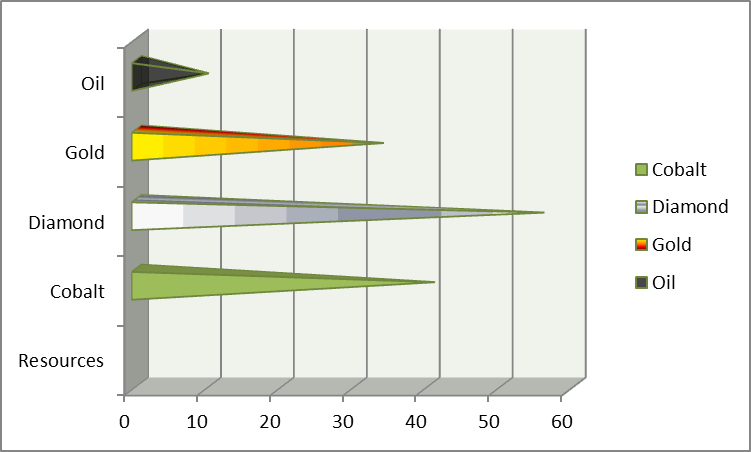 Oil
Gold
Diamond
Cobalt
Resources
0 10 20 30 40 50 60
Cobalt
Diamond
Gold
Oil